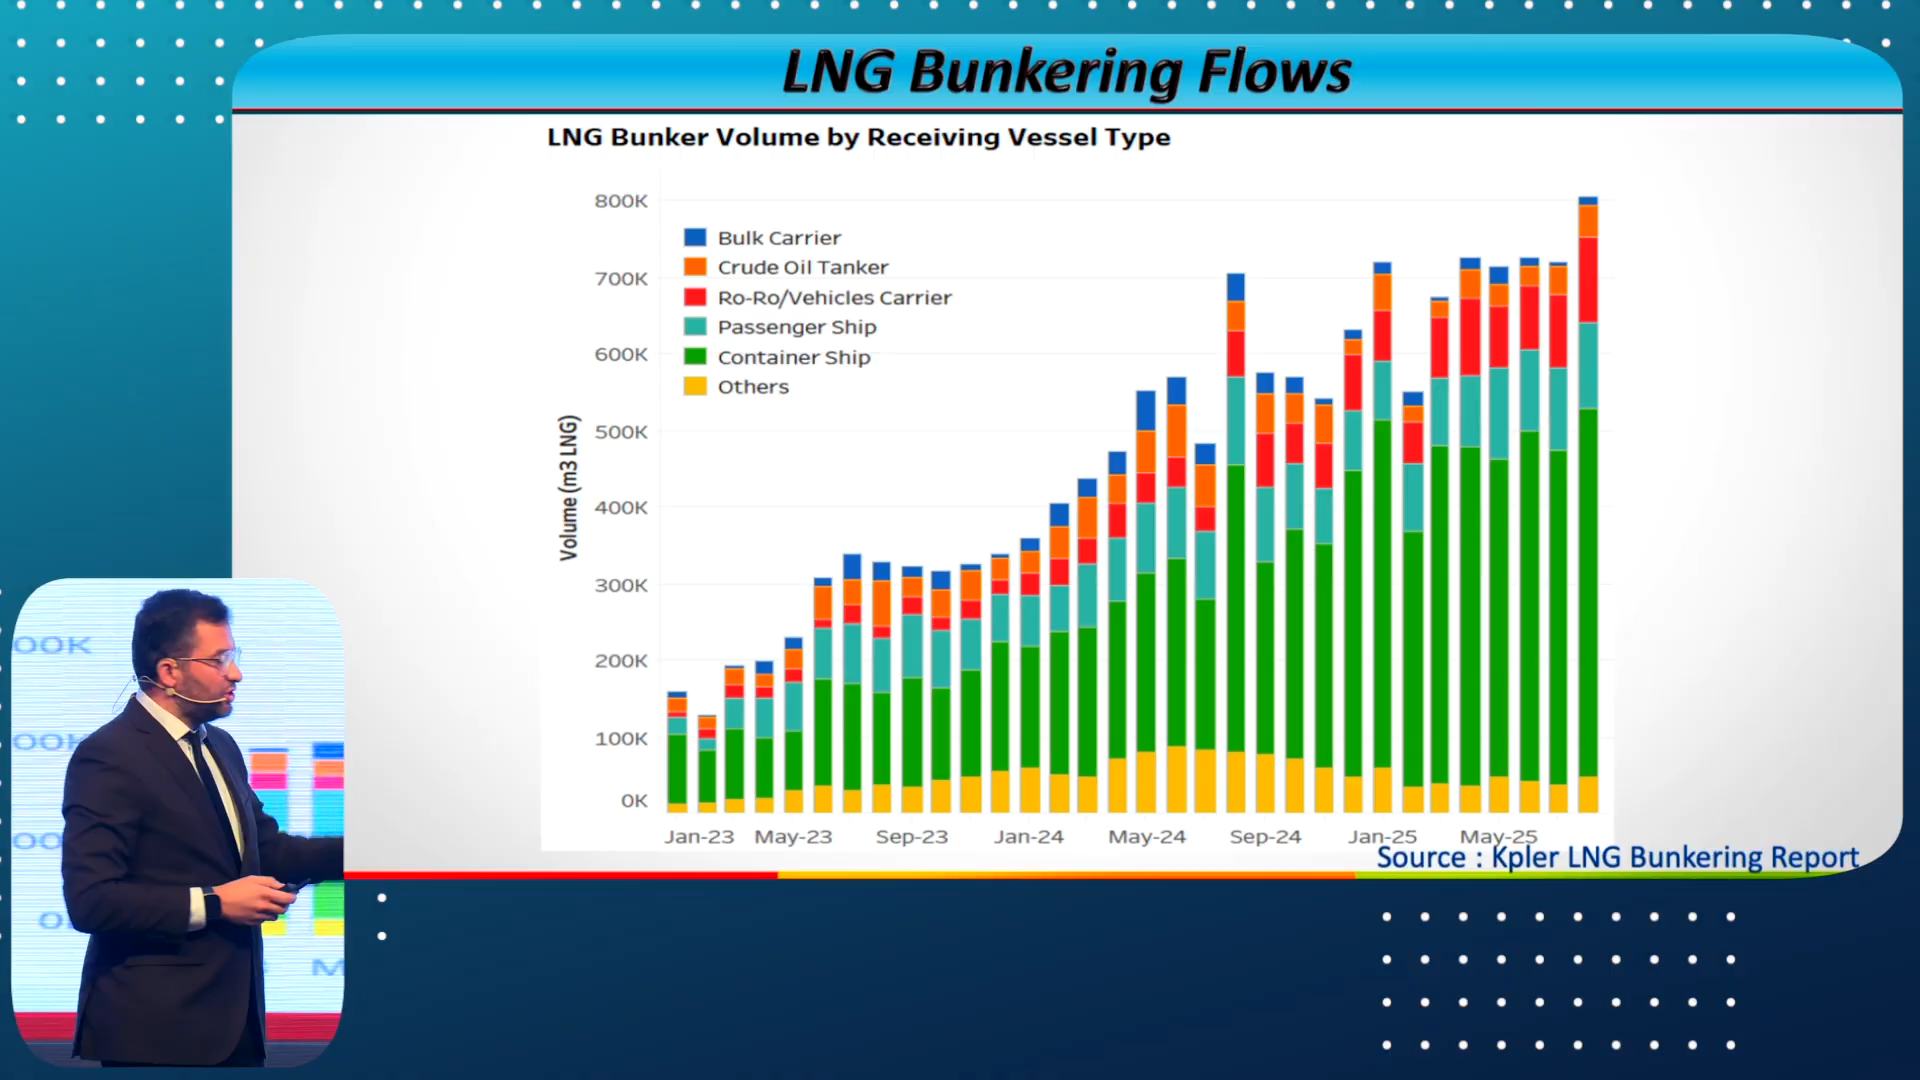 LNG Bunkering Flows
LNG Bunker Volume by Receiving Vessel Type
800K
700K
600K
500K
400K
300K
200K
100K
0K
Volume (m3 LNG)
Bulk Carrier
Crude Oil Tanker
Ro-Ro/Vehicles Carrier
Passenger Ship
Container Ship
Others
Jan-23 May-23 Sep-23 Jan-24 May-24 Sep-24 Jan-25 May-25
Source : Kpler LNG Bunkering Report